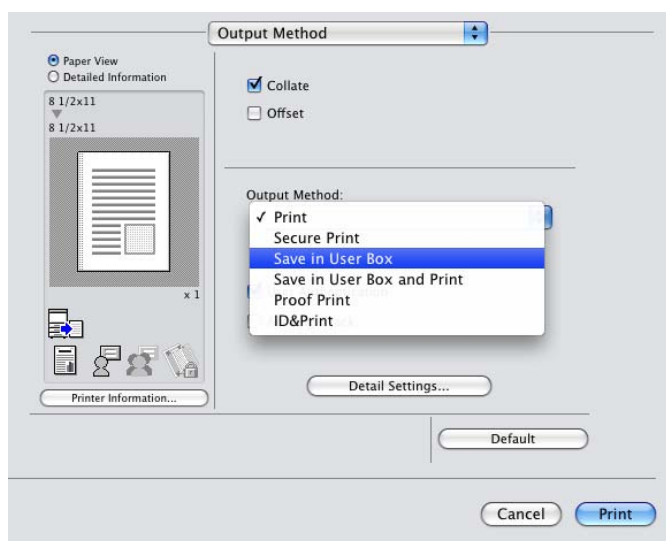 Output Method
Paper View
Detailed Information
8 1/2x11
8 1/2x11
x 1
Printer Information...
Collate
Offset
Output Method:
✓ Print
Secure Print
Save in User Box
Save in User Box and Print
Proof Print
ID&Print
Detail Settings...
Default
Cancel
Print